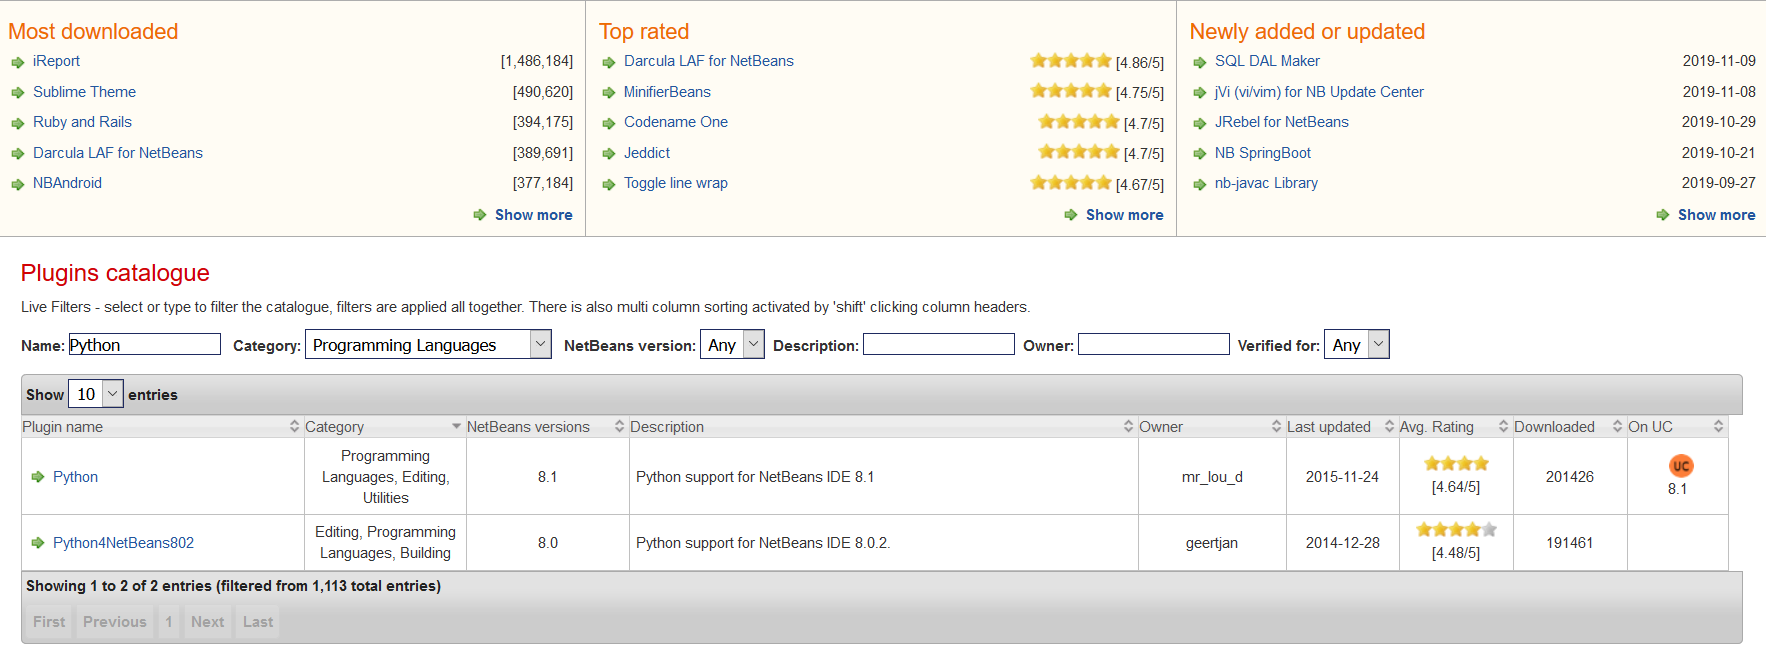 Most downloaded
iReport [1,486,184]
Sublime Theme [490,620]
Ruby and Rails [394,175]
Darcula LAF for NetBeans [389,691]
NBAndroid [377,184]
Show more
Top rated
Darcula LAF for NetBeans [4.86/5]
MinifierBeans [4.75/5]
Codename One [4.7/5]
Jeddict [4.7/5]
Toggle line wrap [4.67/5]
Show more
Newly added or updated
SQL DAL Maker 2019-11-09
jVi (vi/vim) for NB Update Center 2019-11-08
JRebel for NetBeans 2019-10-29
NB SpringBoot 2019-10-21
nb-javac Library 2019-09-27
Show more
Plugins catalogue
Live Filters - select or type to filter the catalogue, filters are applied all together. There is also multi column sorting activated by 'shift' clicking column headers.
Name: Python Category: Programming Languages NetBeans version: Any Description: Owner: Verified for: Any
Show 10 entries
Plugin name Category NetBeans versions Description Owner Last updated Avg. Rating Downloaded On UC
Python
Programming
Languages, Editing,
Utilities
8.1
Python support for NetBeans IDE 8.1
mr_lou_d
2015-11-24
[4.64/5]
201426
UC
8.1
Python4NetBeans802
Editing, Programming
Languages, Building
8.0
Python support for NetBeans IDE 8.0.2.
geertjan
2014-12-28
[4.48/5]
191461
Showing 1 to 2 of 2 entries (filtered from 1,113 total entries)
First Previous 1 Next Last